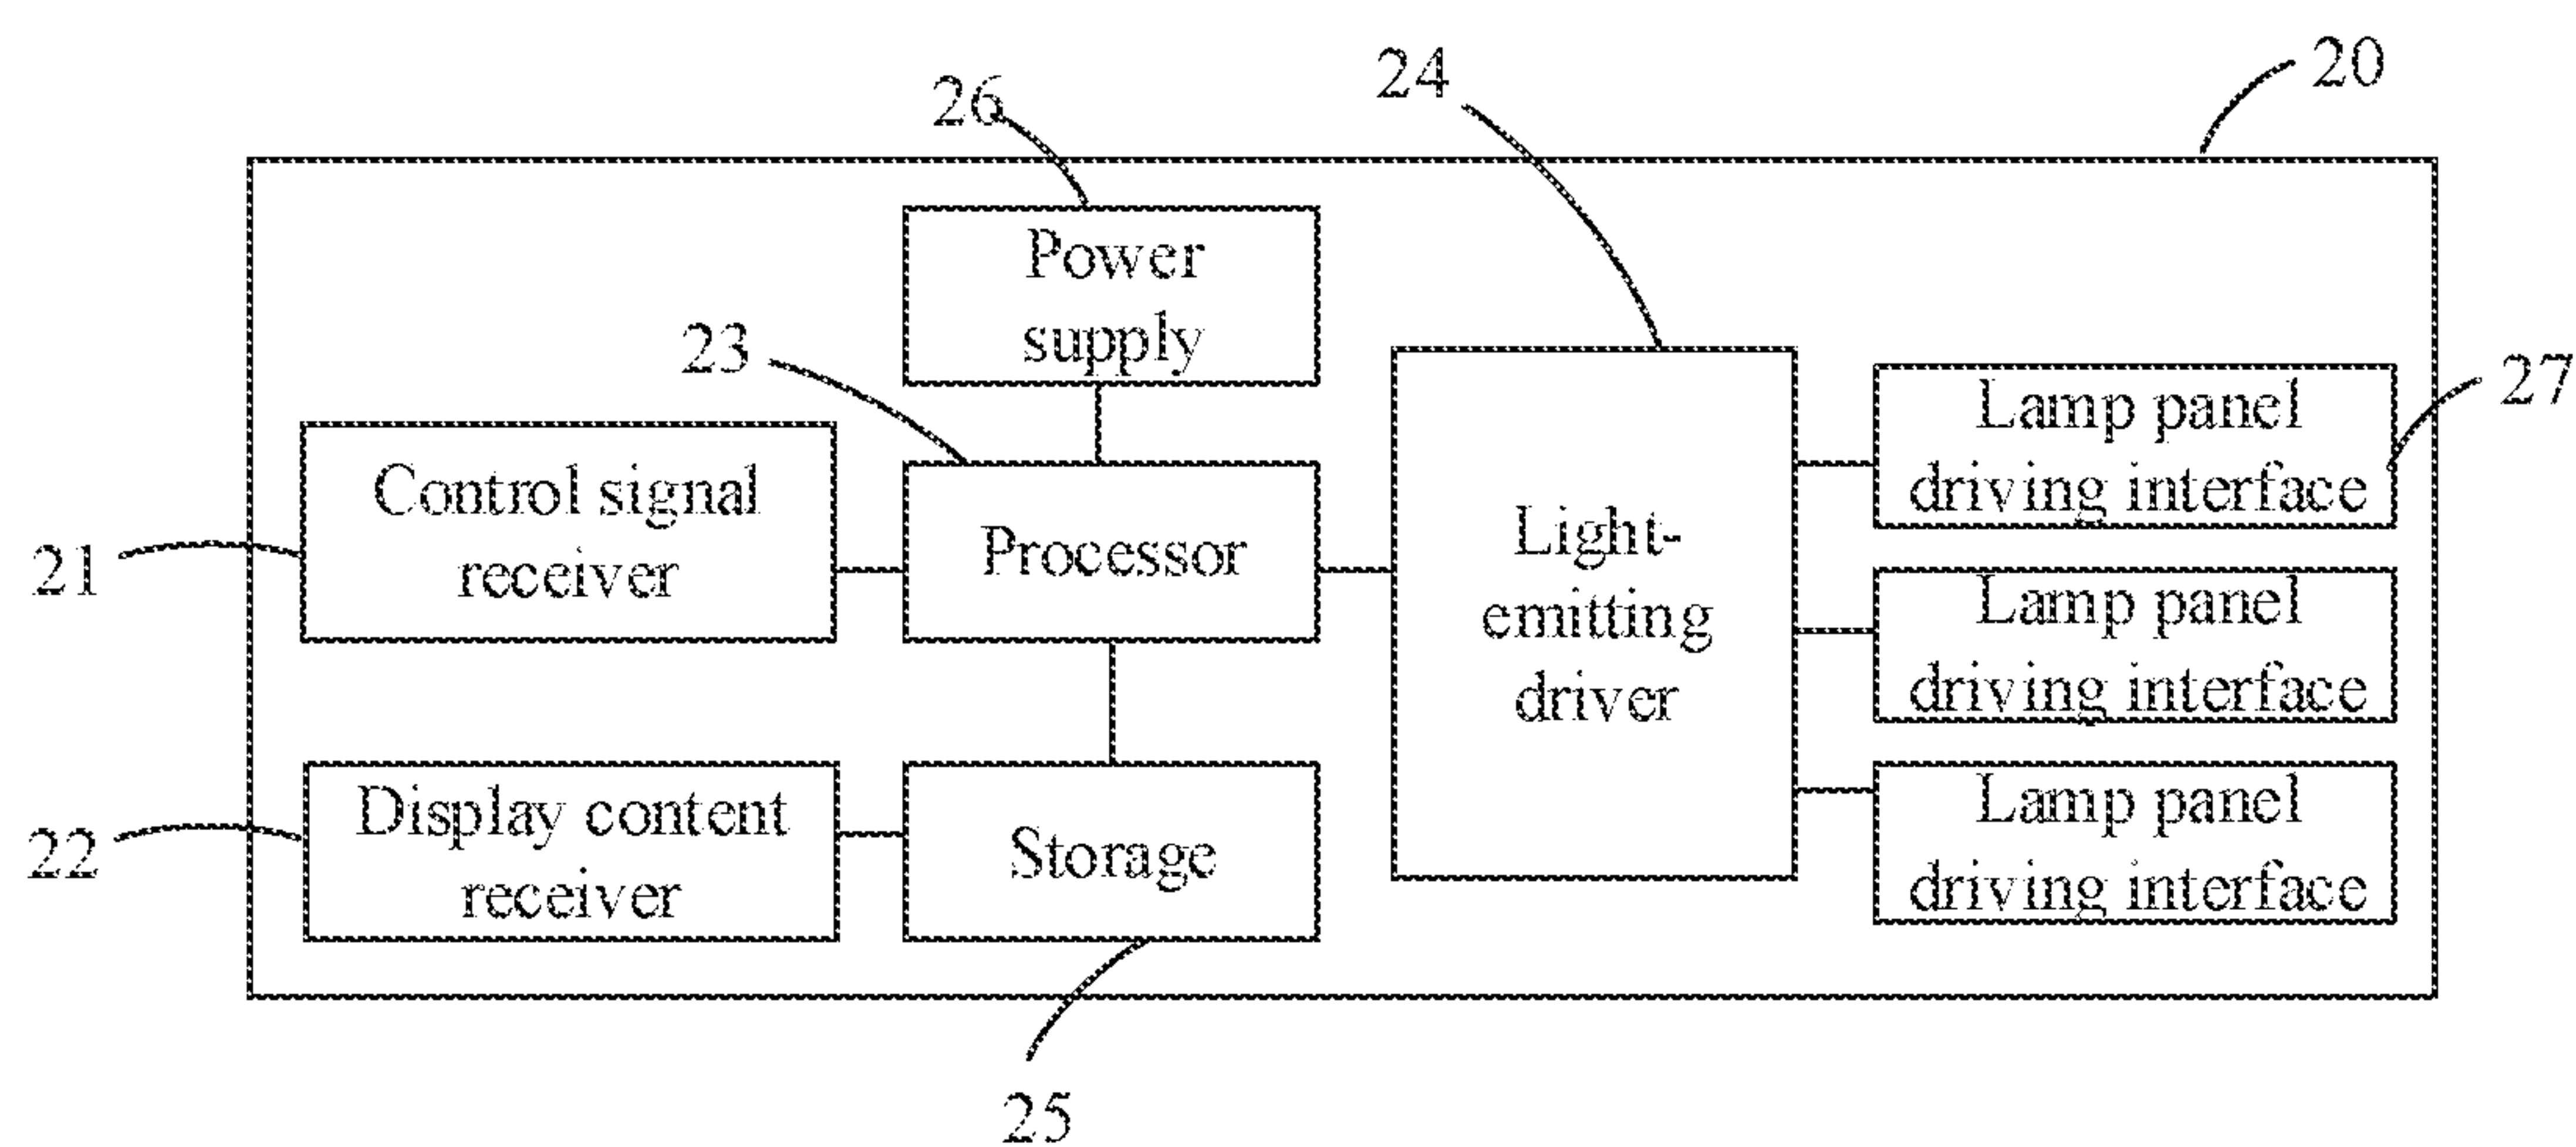 20
24
26
Power
supply
23
27
Lamp panel
driving interface
Control signal
receiver
21
Processor
Light-
emitting
driver
Lamp panel
driving interface
Display content
receiver
22
Storage
Lamp panel
driving interface
25